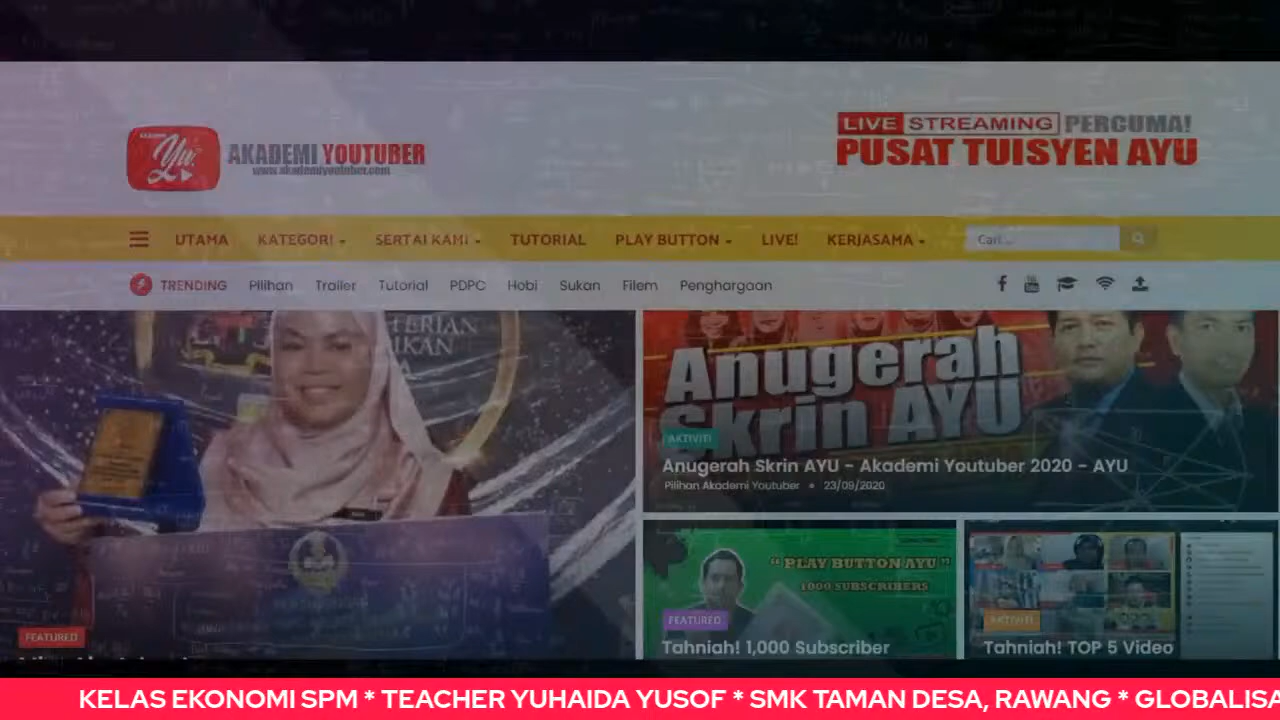 AKADEMI YOUTUBER
www.akademiyoutuber.com
LIVE STREAMING PERCUMA!
PUSAT TUISYEN AYU
UTAMA KATEGORI SERTAI KAMI TUTORIAL PLAY BUTTON LIVE! KERJASAMA Cari...
TRENDING Pilihan Trailer Tutorial PDPC Hobi Sukan Filem Penghargaan
Anugerah
Skrin AYU
AKTIVITI
Anugerah Skrin AYU - Akademi Youtuber 2020 - AYU
Pilihan Akademi Youtuber • 23/09/2020
"PLAY BUTTON AYU"
1000 SUBSCRIBERS
FEATURED
Tahniah! 1,000 Subscriber
AKTIVITI
Tahniah! TOP 5 Video
FEATURED
KELAS EKONOMI SPM * TEACHER YUHAIDA YUSOF * SMK TAMAN DESA, RAWANG * GLOBALISA